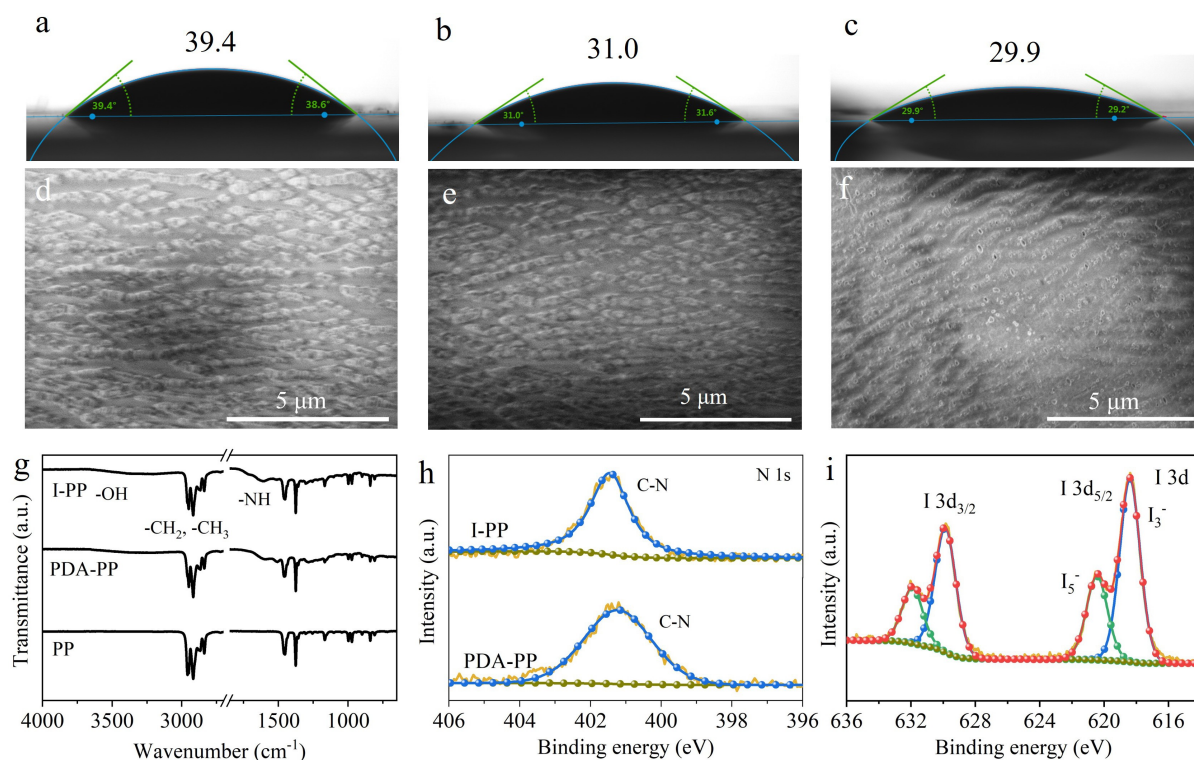 a
39.4
39.4°
38.6°
b
31.0
31.0°
31.6°
c
29.9
29.9°
29.2°
d
5 μm
e
5 μm
f
5 μm
g
Transmittance (a.u.)
I-PP
-OH
-NH
-CH₂, -CH₃
PDA-PP
PP
4000 3000 2000 1500 1000
Wavenumber (cm⁻¹)
h
N 1s
Intensity (a.u.)
C-N
I-PP
C-N
PDA-PP
406 404 402 400 398 396
Binding energy (eV)
i
I 3d
Intensity (a.u.)
I 3d₃/₂
I 3d₅/₂
I₃⁻
I₅⁻
636 632 628 624 620 616
Binding energy (eV)